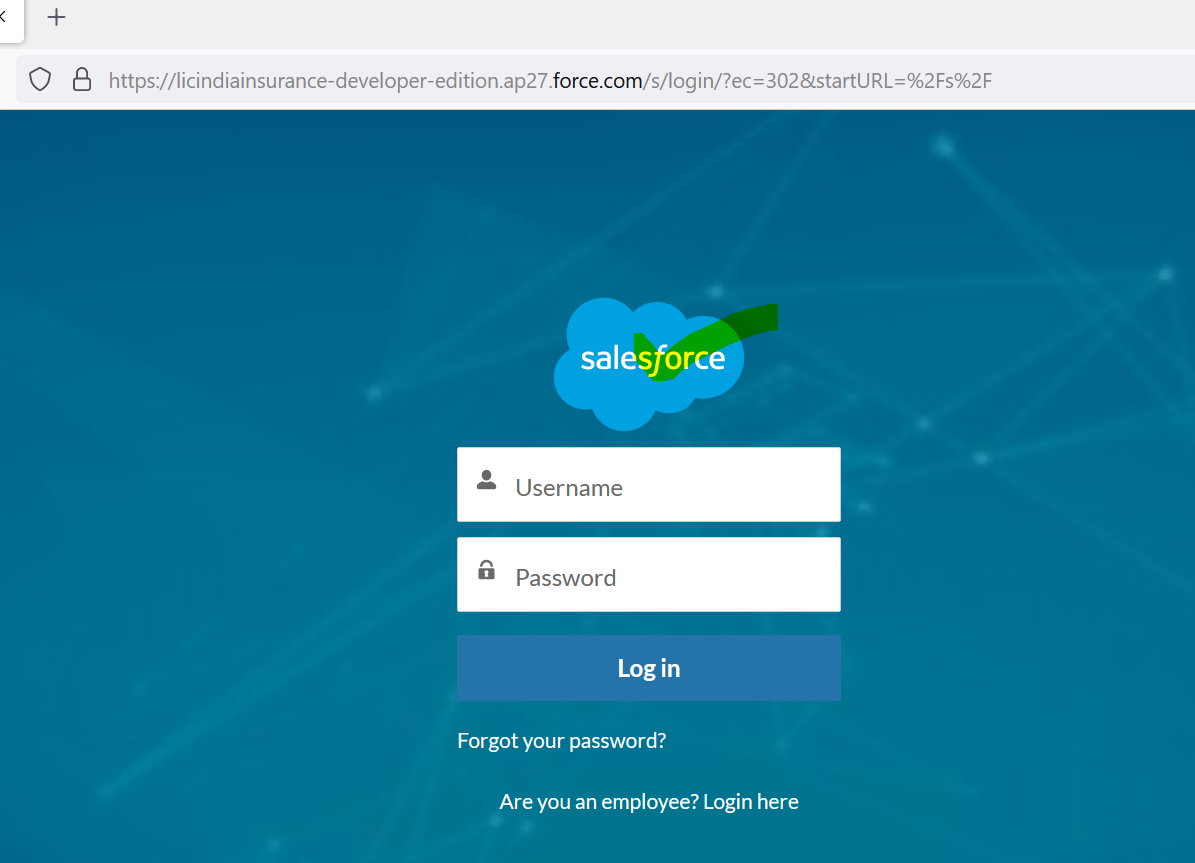 https://licindiainsurance-developer-edition.ap27.force.com/s/login/?ec=302&startURL=%2Fs%2F
salesforce
Username
Password
Log in
Forgot your password?
Are you an employee? Login here